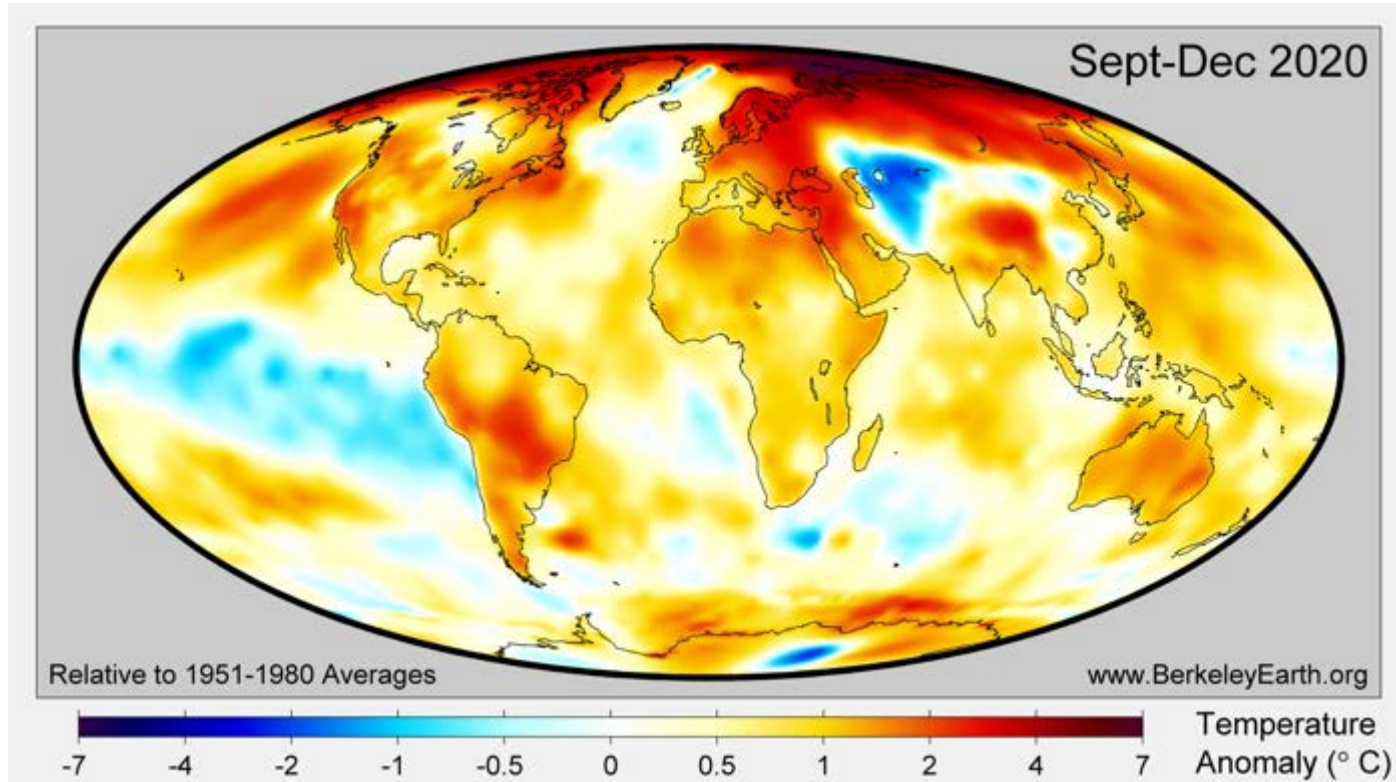 Sept-Dec 2020
Relative to 1951-1980 Averages
www.BerkeleyEarth.org
-7 -4 -2 -1 -0.5 0 0.5 1 2 4 7
Temperature
Anomaly (° C)